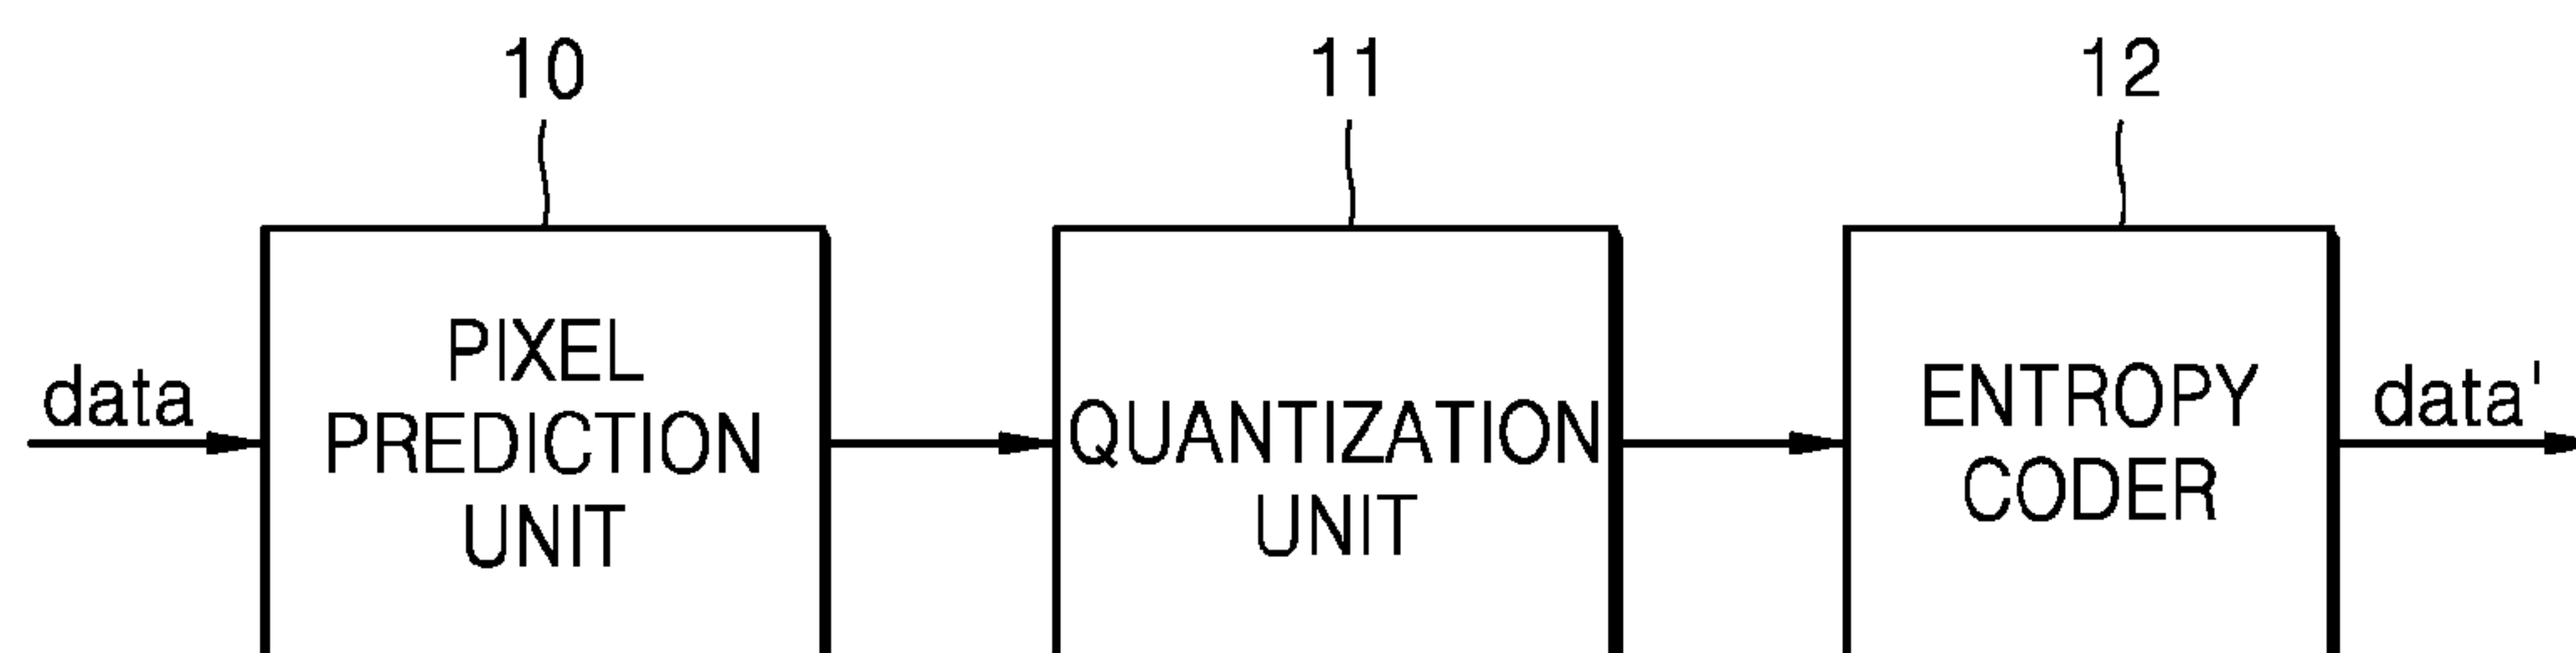 10
11
12
data
PIXEL
PREDICTION
UNIT
QUANTIZATION
UNIT
ENTROPY
CODER
data'